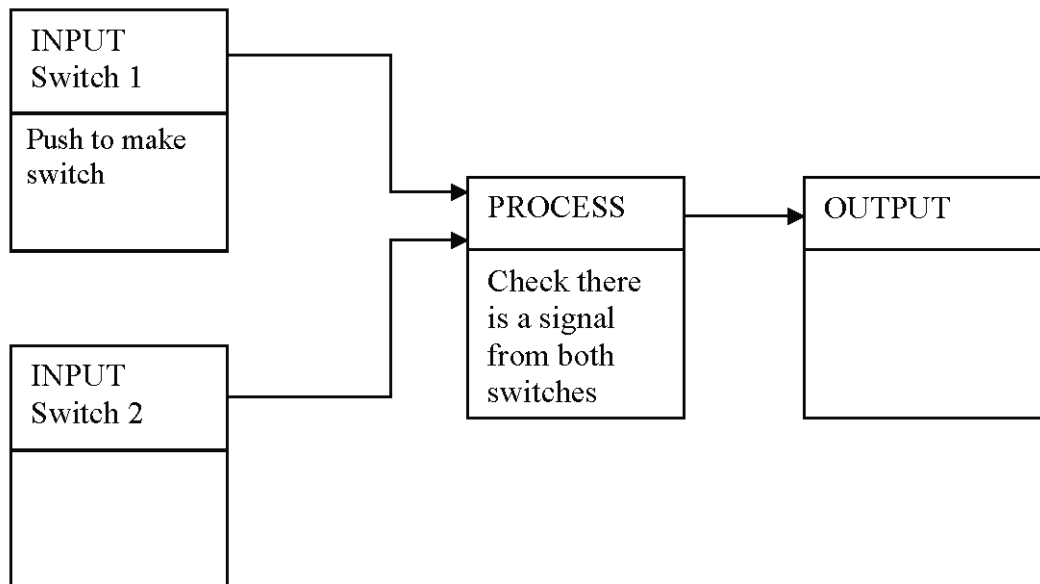 INPUT
Switch 1
Push to make
switch
PROCESS
Check there
is a signal
from both
switches
OUTPUT
INPUT
Switch 2